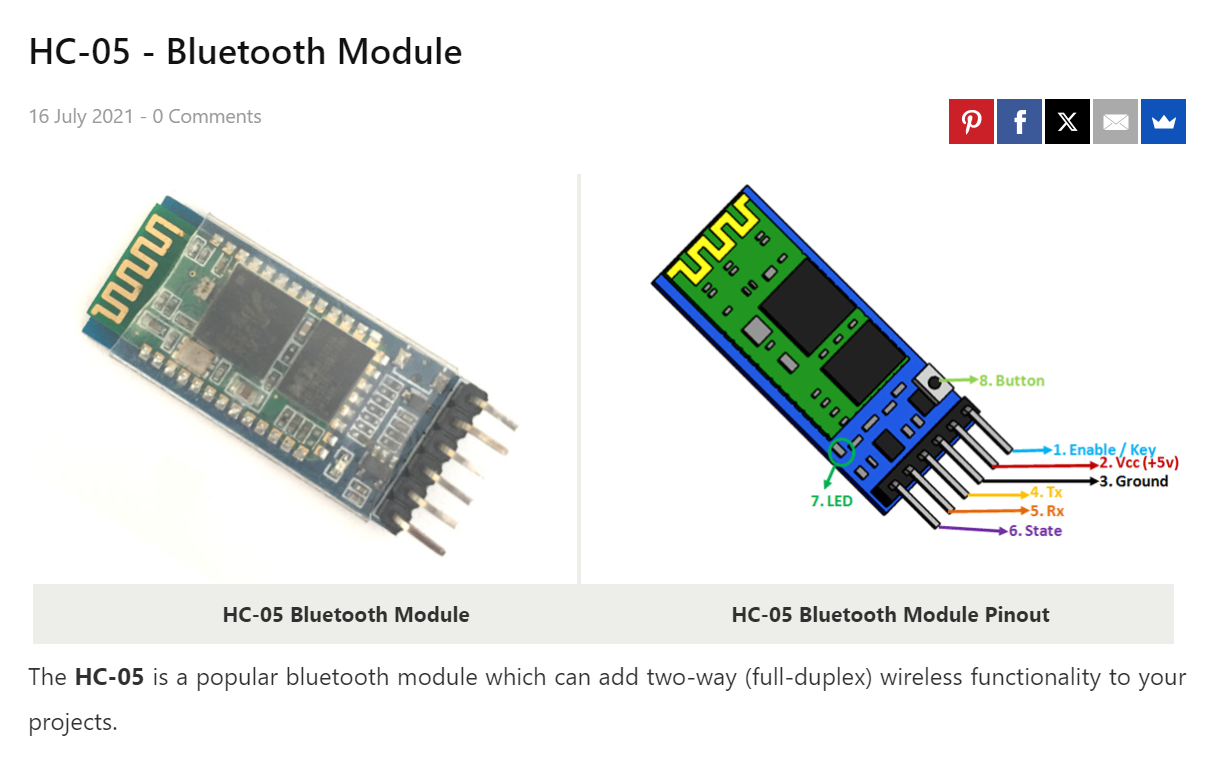 HC-05 - Bluetooth Module
16 July 2021 - 0 Comments
8. Button
1. Enable / Key
2. Vcc (+5v)
3. Ground
4. Tx
7. LED
5. Rx
6. State
HC-05 Bluetooth Module
HC-05 Bluetooth Module Pinout
The HC-05 is a popular bluetooth module which can add two-way (full-duplex) wireless functionality to your
projects.